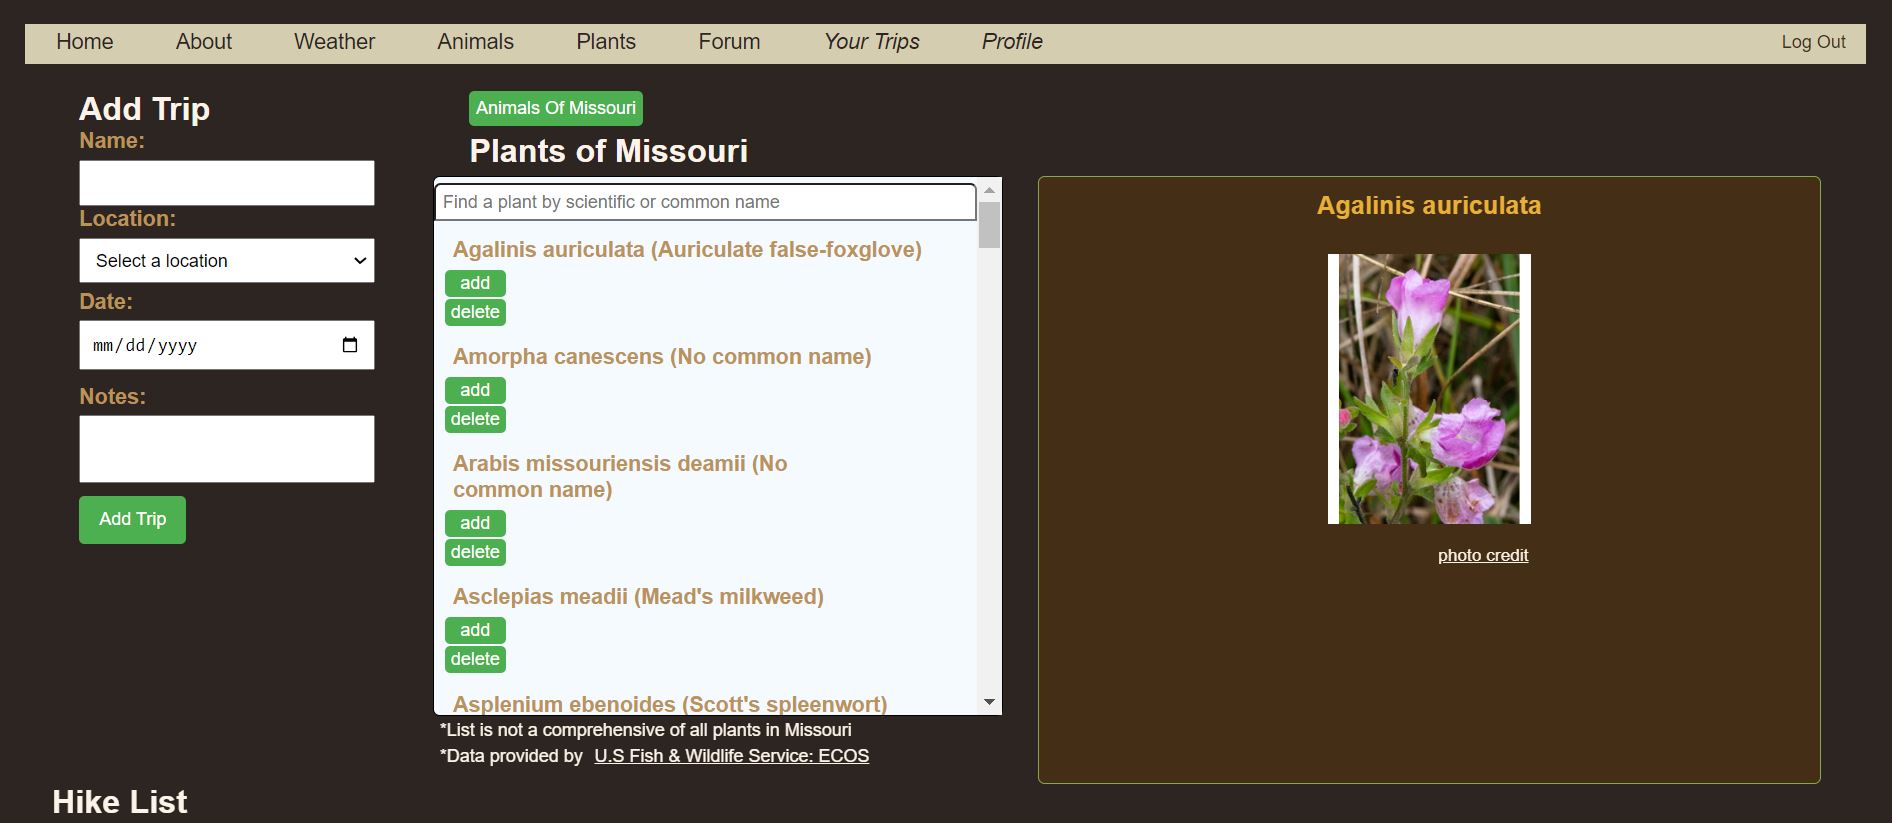 Home About Weather Animals Plants Forum Your Trips Profile Log Out
Add Trip
Name:
Location:
Select a location
Date:
mm/dd/yyyy
Notes:
Add Trip
Animals Of Missouri
Plants of Missouri
Find a plant by scientific or common name
Agalinis auriculata (Auriculate false-foxglove)
add
delete
Amorpha canescens (No common name)
add
delete
Arabis missouriensis deamii (No
common name)
add
delete
Asclepias meadii (Mead's milkweed)
add
delete
Asplenium ebenoides (Scott's spleenwort)
*List is not a comprehensive of all plants in Missouri
*Data provided by U.S Fish & Wildlife Service: ECOS
Agalinis auriculata
photo credit
Hike List